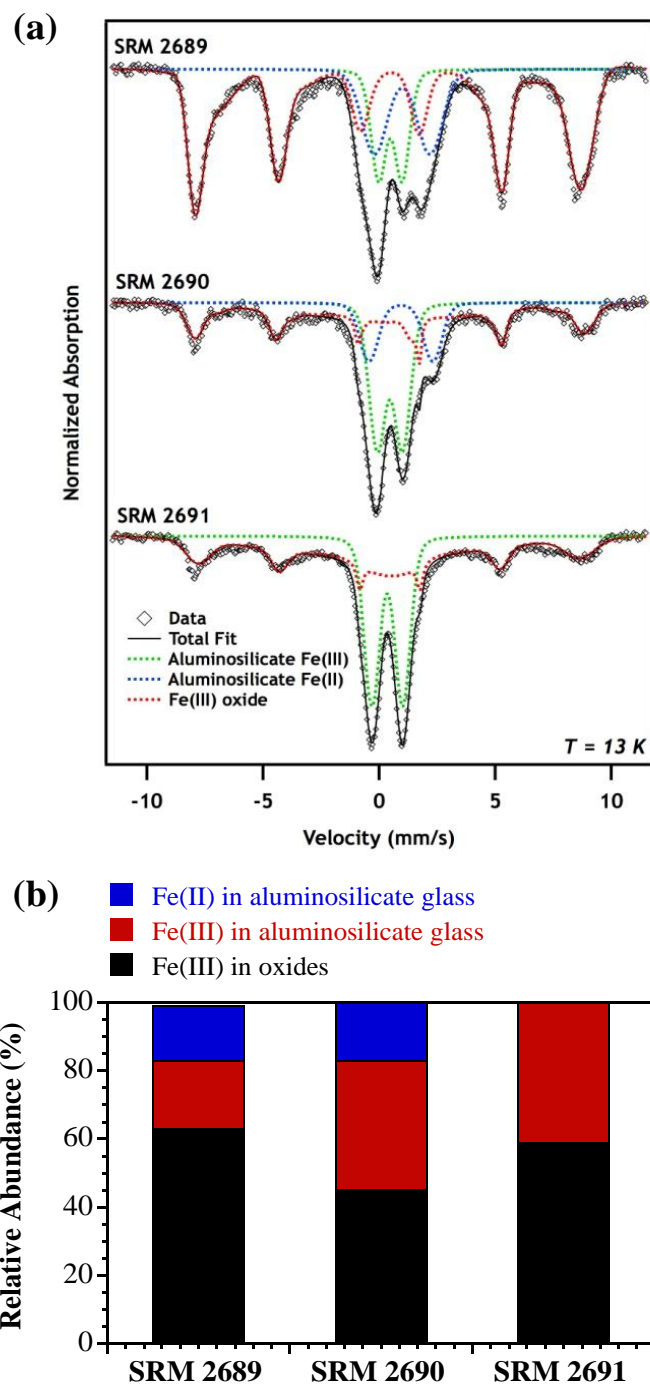 (a)
SRM 2689
SRM 2690
SRM 2691
Normalized Absorption
Data
Total Fit
Aluminosilicate Fe(III)
Aluminosilicate Fe(II)
Fe(III) oxide
T = 13 K
-10 -5 0 5 10
Velocity (mm/s)
(b)
Fe(II) in aluminosilicate glass
Fe(III) in aluminosilicate glass
Fe(III) in oxides
Relative Abundance (%)
100
80
60
40
20
0
SRM 2689 SRM 2690 SRM 2691